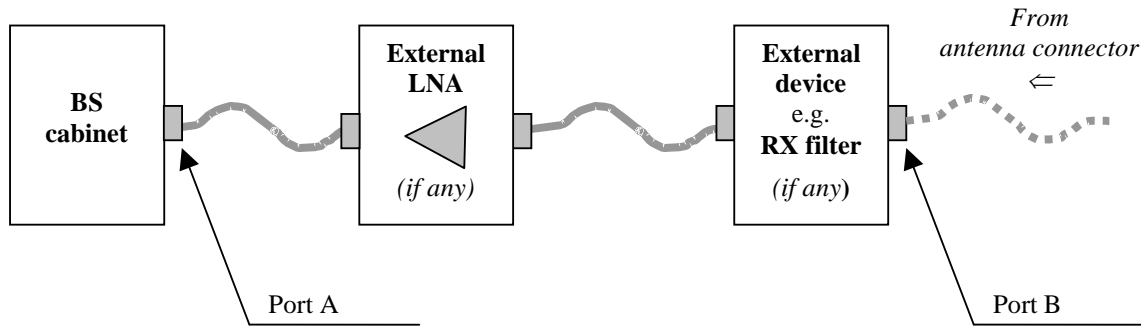 BS
cabinet
External
LNA
(if any)
External
device
e.g.
RX filter
(if any)
From
antenna connector
⇐
Port A
Port B